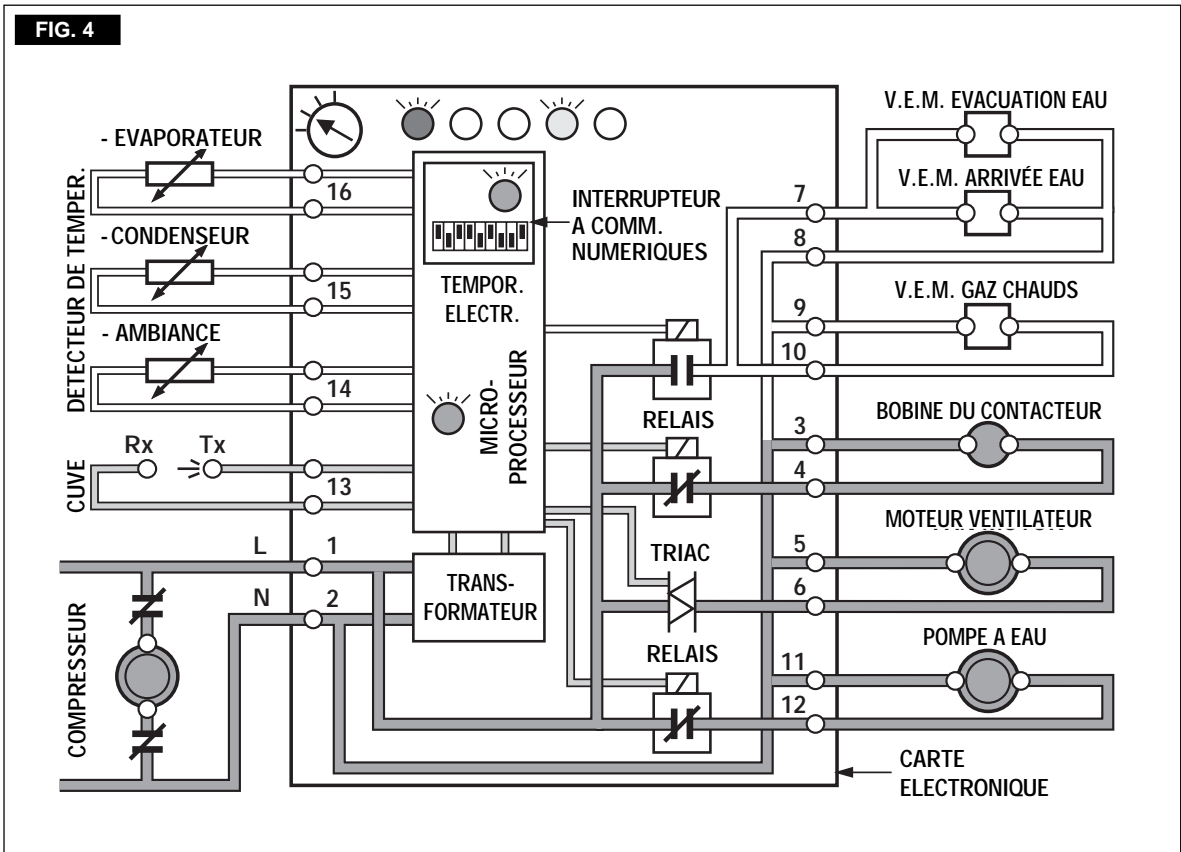 FIG. 4
DETECTEUR DE TEMPER.
- EVAPORATEUR
16
-CONDENSEUR
15
- AMBIANCE
14
CUVE
Rx
Tx
13
L
1
N
2
COMPRESSEUR
INTERRUPTEUR
A COMM.
NUMERIQUES
TEMPOR.
ELECTR.
MICRO-
PROCESSEUR
TRANS-
FORMATEUR
RELAIS
TRIAC
RELAIS
V.E.M. EVACUATION EAU
7
V.E.M. ARRIVÉE EAU
8
V.E.M. GAZ CHAUDS
9
10
BOBINE DU CONTACTEUR
3
4
MOTEUR VENTILATEUR
5
6
POMPE A EAU
11
12
CARTE
ELECTRONIQUE